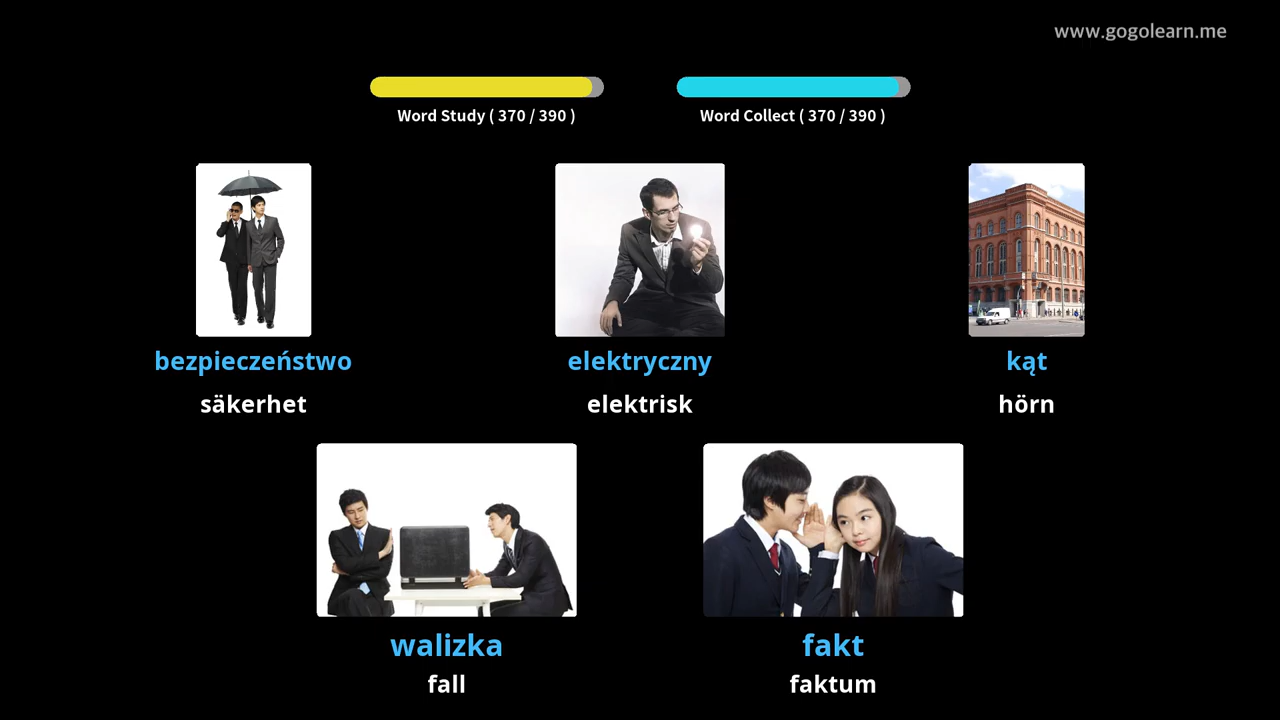 www.gogolearn.me
Word Study ( 370 / 390 )
Word Collect ( 370 / 390 )
bezpieczeństwo
säkerhet
elektryczny
elektrisk
kąt
hörn
walizka
fall
fakt
faktum